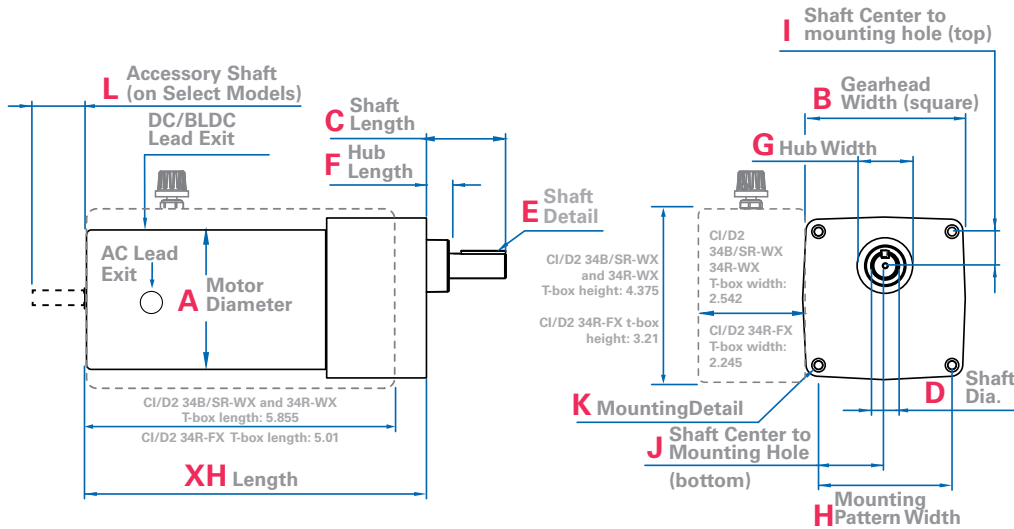 L Accessory Shaft
(on Select Models)
DC/BLDC
Lead Exit
C Shaft
Length
F Hub
Length
E Shaft
Detail
AC Lead
Exit
A Motor
Diameter
CI/D2 34B/SR-WX and 34R-WX
T-box length: 5.855
CI/D2 34R-FX T-box length: 5.01
XH Length
I Shaft Center to
mounting hole (top)
B Gearhead
Width (square)
G Hub Width
CI/D2 34B/SR-WX
and 34R-WX
T-box height: 4.375
CI/D2 34R-FX t-box
height: 3.21
CI/D2
34B/SR-WX
34R-WX
T-box width:
2.542
CI/D2 34R-FX
T-box width:
2.245
D Shaft
Dia.
K MountingDetail
J Shaft Center to
Mounting Hole
(bottom)
H Mounting
Pattern Width